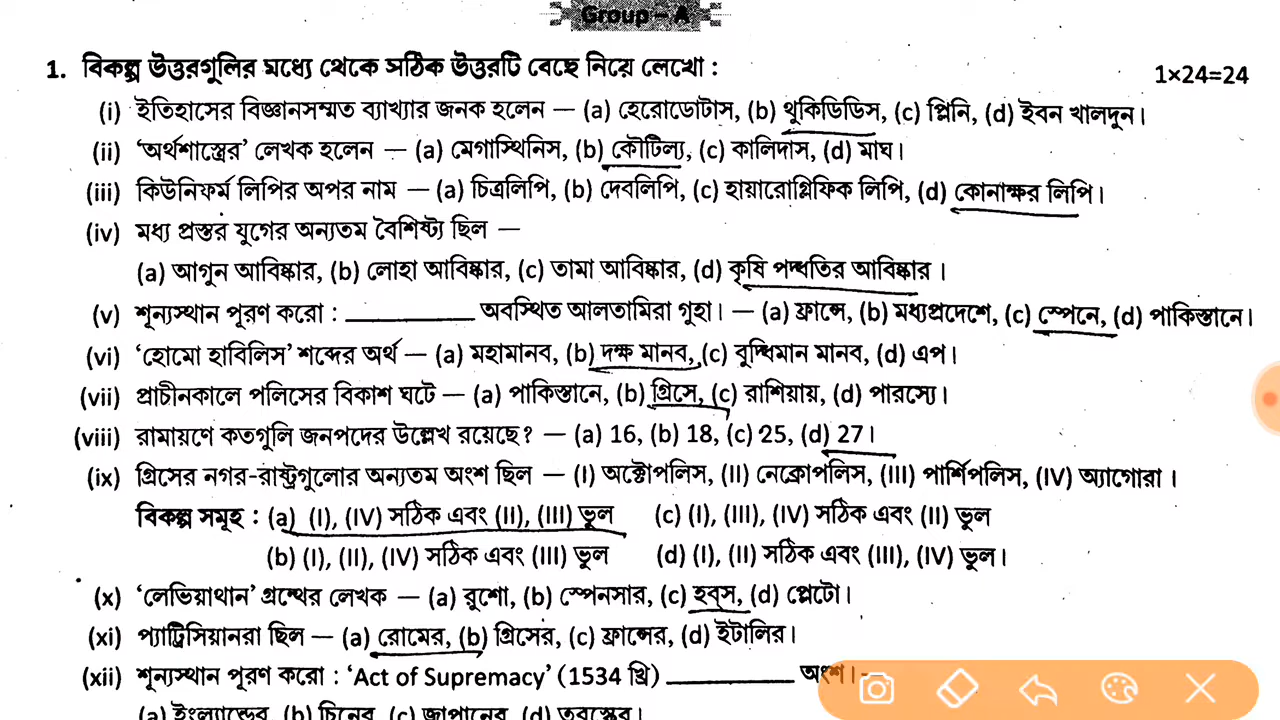 Group – A
1. বিকল্প উত্তরগুলির মধ্যে থেকে সঠিক উত্তরটি বেছে নিয়ে লেখো : 1×24=24
(i) ইতিহাসের বিজ্ঞানসম্মত ব্যাখ্যার জনক হলেন — (a) হেরোডোটাস, (b) থুকিডিডিস, (c) প্লিনি, (d) ইবন খালদুন।
(ii) ‘অর্থশাস্ত্রের’ লেখক হলেন — (a) মেগাস্থিনিস, (b) কৌটিল্য, (c) কালিদাস, (d) মাঘ।
(iii) কিউনিফর্ম লিপির অপর নাম — (a) চিত্রলিপি, (b) দেবলিপি, (c) হায়ারোগ্লিফিক লিপি, (d) কোনাক্ষর লিপি।
(iv) মধ্য প্রস্তর যুগের অন্যতম বৈশিষ্ট্য ছিল —
(a) আগুন আবিষ্কার, (b) লোহা আবিষ্কার, (c) তামা আবিষ্কার, (d) কৃষি পদ্ধতির আবিষ্কার।
(v) শূন্যস্থান পূরণ করো : ________ অবস্থিত আলতামিরা গুহা। — (a) ফ্রান্সে, (b) মধ্যপ্রদেশে, (c) স্পেনে, (d) পাকিস্তানে।
(vi) ‘হোমো হাবিলিস’ শব্দের অর্থ — (a) মহামানব, (b) দক্ষ মানব, (c) বুদ্ধিমান মানব, (d) এপ।
(vii) প্রাচীনকালে পলিসের বিকাশ ঘটে — (a) পাকিস্তানে, (b) গ্রিসে, (c) রাশিয়ায়, (d) পারস্যে।
(viii) রামায়ণে কতগুলি জনপদের উল্লেখ রয়েছে? — (a) 16, (b) 18, (c) 25, (d) 27।
(ix) গ্রিসের নগর-রাষ্ট্রগুলোর অন্যতম অংশ ছিল — (I) অক্টোপলিস, (II) নেক্রোপলিস, (III) পার্শিপলিস, (IV) অ্যাগোরা।
বিকল্প সমূহ : (a) (I), (IV) সঠিক এবং (II), (III) ভুল (c) (I), (III), (IV) সঠিক এবং (II) ভুল
(b) (I), (II), (IV) সঠিক এবং (III) ভুল (d) (I), (II) সঠিক এবং (III), (IV) ভুল।
(x) ‘লেভিয়াথান’ গ্রন্থের লেখক — (a) রুশো, (b) স্পেনসার, (c) হব্‌স, (d) প্লেটো।
(xi) প্যাট্রিসিয়ানরা ছিল — (a) রোমের, (b) গ্রিসের, (c) ফ্রান্সের, (d) ইটালির।
(xii) শূন্যস্থান পূরণ করো : ‘Act of Supremacy’ (1534 খ্রি) ________ অংশ।
(a) ইংল্যান্ডের, (b) চিনের, (c) জাপানের, (d) তুরস্কের।